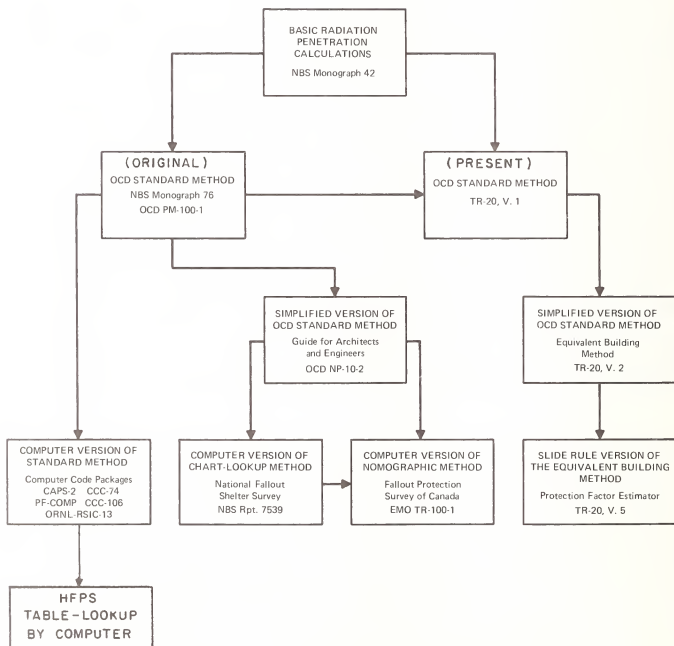 BASIC RADIATION
PENETRATION
CALCULATIONS
NBS Monograph 42
(ORIGINAL)
OCD STANDARD METHOD
NBS Monograph 76
OCD PM-100-1
(PRESENT)
OCD STANDARD METHOD
TR-20, V. 1
SIMPLIFIED VERSION OF
OCD STANDARD METHOD
Guide for Architects
and Engineers
OCD NP-10-2
SIMPLIFIED VERSION OF
OCD STANDARD METHOD
Equivalent Building
Method
TR-20, V. 2
COMPUTER VERSION OF
STANDARD METHOD
Computer Code Packages
CAPS-2 CCC-74
PF-COMP CCC-106
ORNL-RSIC-13
COMPUTER VERSION OF
CHART-LOOKUP METHOD
National Fallout
Shelter Survey
NBS Rpt. 7539
COMPUTER VERSION OF
NOMOGRAPHIC METHOD
Fallout Protection
Survey of Canada
EMO TR-100-1
SLIDE RULE VERSION OF
THE EQUIVALENT BUILDING
METHOD
Protection Factor Estimator
TR-20, V. 5
HFPS
TABLE-LOOKUP
BY COMPUTER